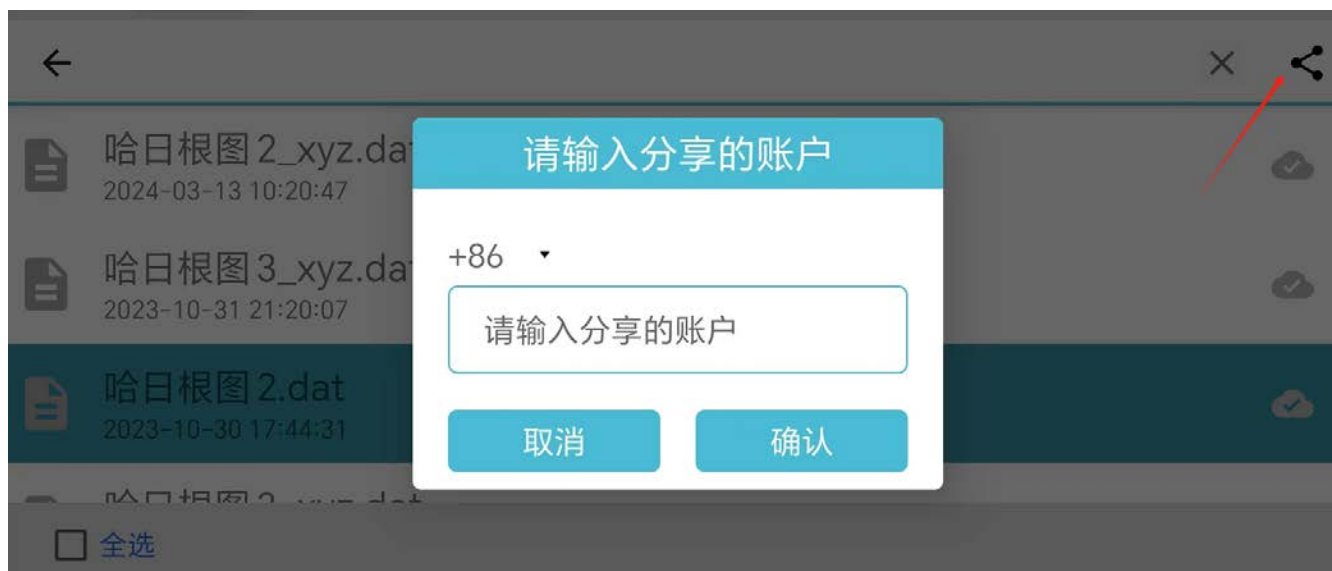 请输入分享的账户
哈日根图2_xyz.da
2024-03-13 10:20:47
+86
哈日根图3_xyz.da
2023-10-31 21:20:07
请输入分享的账户
哈日根图2.dat
2023-10-30 17:44:31
取消
确认
全选